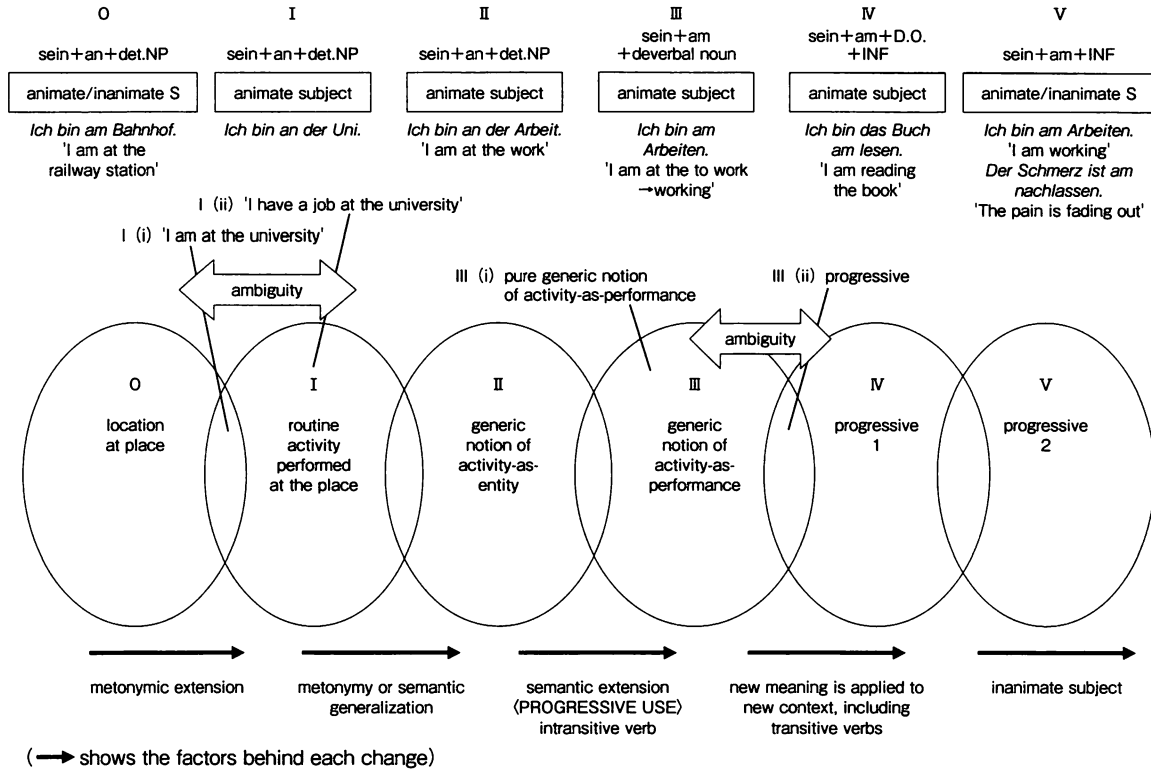 O
I
II
III
IV
V
sein+an+det.NP
sein+an+det.NP
sein+an+det.NP
sein+am
+deverbal noun
sein+am+D.O.
+INF
sein+am+INF
animate/inanimate S
animate subject
animate subject
animate subject
animate subject
animate/inanimate S
Ich bin am Bahnhof.
'I am at the
railway station'
Ich bin an der Uni.
Ich bin an der Arbeit.
'I am at the work'
Ich bin am
Arbeiten.
'I am at the to work
→working'
Ich bin das Buch
am lesen.
'I am reading
the book'
Ich bin am Arbeiten.
'I am working'
Der Schmerz ist am
nachlassen.
'The pain is fading out'
I (ii) 'I have a job at the university'
I (i) 'I am at the university'
ambiguity
III (i) pure generic notion
of activity-as-performance
III (ii) progressive
ambiguity
O
location
at place
I
routine
activity
performed
at the place
II
generic
notion of
activity-as-
entity
III
generic
notion of
activity-as-
performance
IV
progressive
1
V
progressive
2
metonymic extension
metonymy or semantic
generalization
semantic extension
⟨PROGRESSIVE USE⟩
intransitive verb
new meaning is applied to
new context, including
transitive verbs
inanimate subject
(→ shows the factors behind each change)